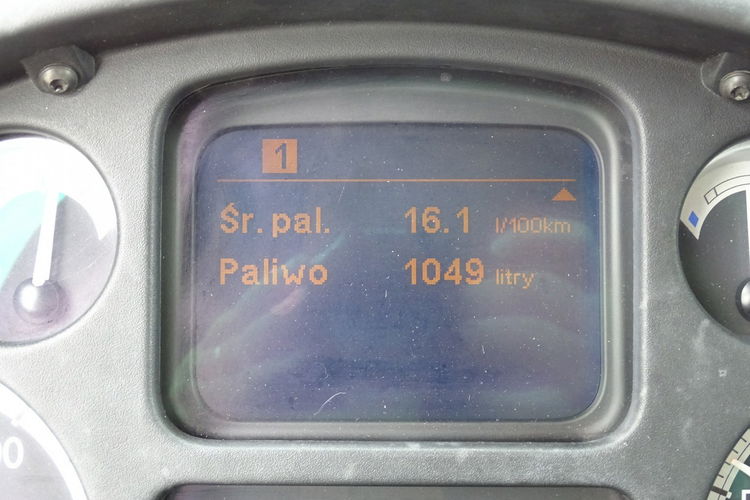 1
Śr. pal. 16.1 l/100km
Paliwo 1049 litry